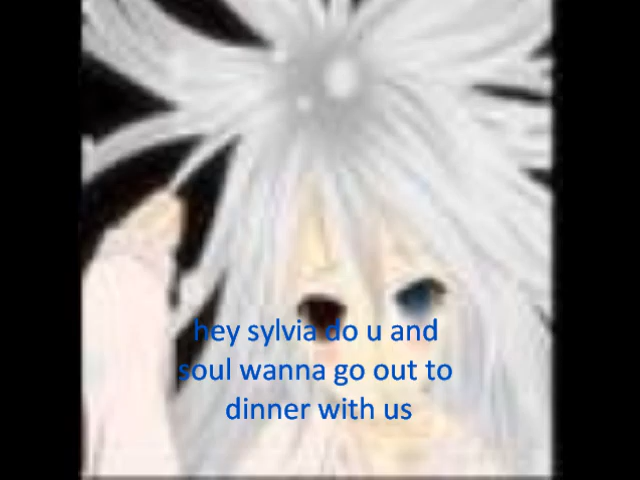 hey sylvia do u and
soul wanna go out to
dinner with us